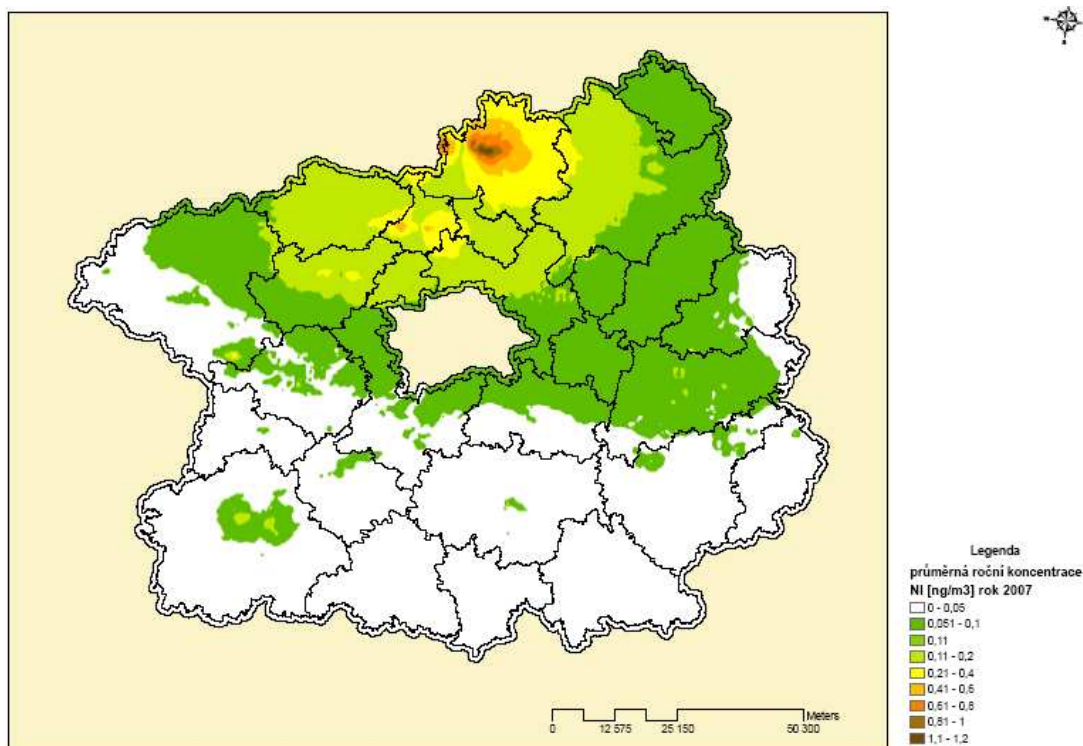 Legenda
průměrná roční koncentrace
NI [ng/m3] rok 2007
0 - 0,05
0,051 - 0,1
0,11
0,11 - 0,2
0,21 - 0,4
0,41 - 0,6
0,61 - 0,8
0,81 - 1
1,1 - 1,2
Meters
0 12 575 25 150 50 300